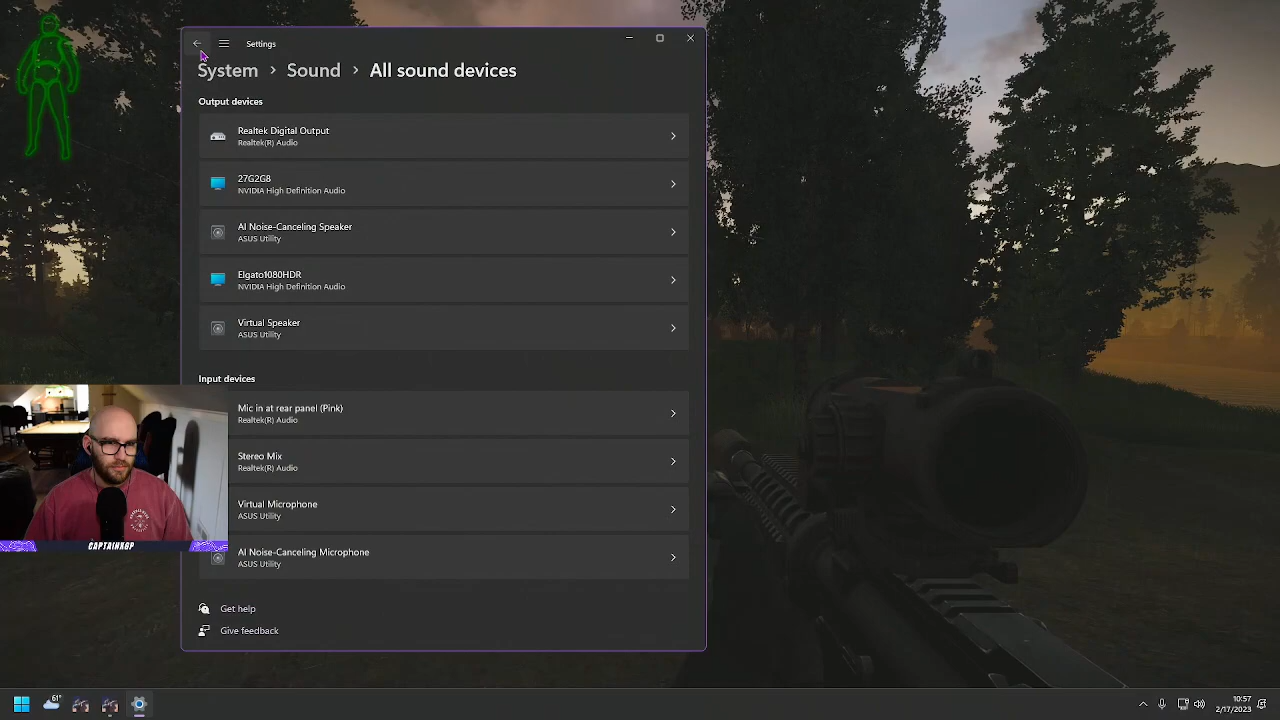 Settings
System > Sound > All sound devices
Output devices
Realtek Digital Output
Realtek(R) Audio
27G2G8
NVIDIA High Definition Audio
AI Noise-Canceling Speaker
ASUS Utility
Elgato1080HDR
NVIDIA High Definition Audio
Virtual Speaker
ASUS Utility
Input devices
Mic in at rear panel (Pink)
Realtek(R) Audio
Stereo Mix
Realtek(R) Audio
Virtual Microphone
ASUS Utility
AI Noise-Canceling Microphone
ASUS Utility
Get help
Give feedback
CAPTAINXGP
61°
10:57
2/17/2023